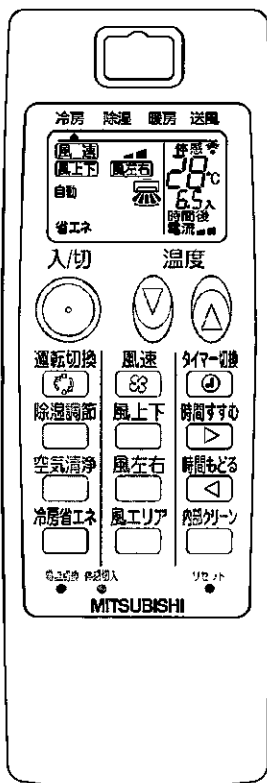 冷房 除湿 暖房 送風
風速 体感
28℃
風上下 風左右
6.5入
自動
時間後
省エネ 電流
入/切 温度
運転切換 風速 タイマー切換
除湿調節 風上下 時間すすむ
空気清浄 風左右 時間もどる
冷房省エネ 風エリア 内部クリーン
リセット
MITSUBISHI